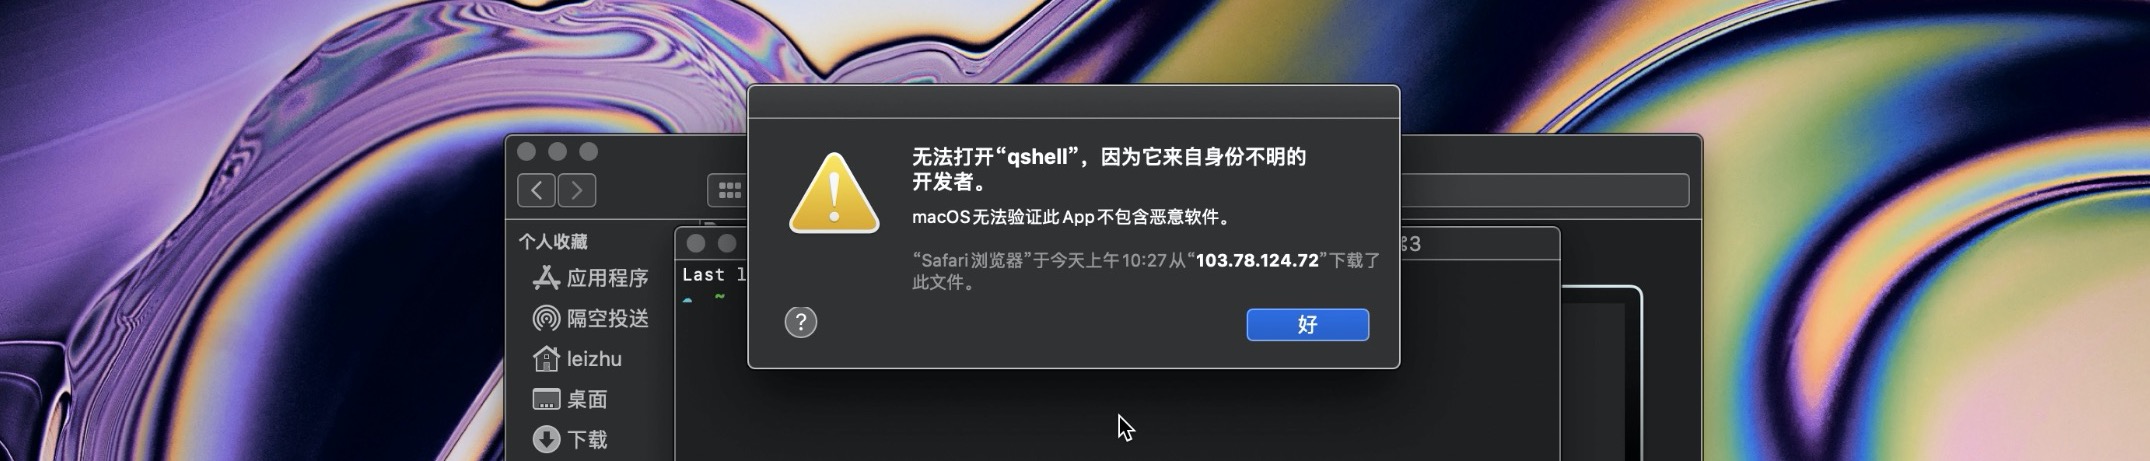 无法打开“qshell”，因为它来自身份不明的
开发者。
macOS无法验证此App不包含恶意软件。
“Safari浏览器”于今天上午10:27从“103.78.124.72”下载了
此文件。
?
好
个人收藏
应用程序
隔空投送
leizhu
桌面
下载
Last l
~
⌘3